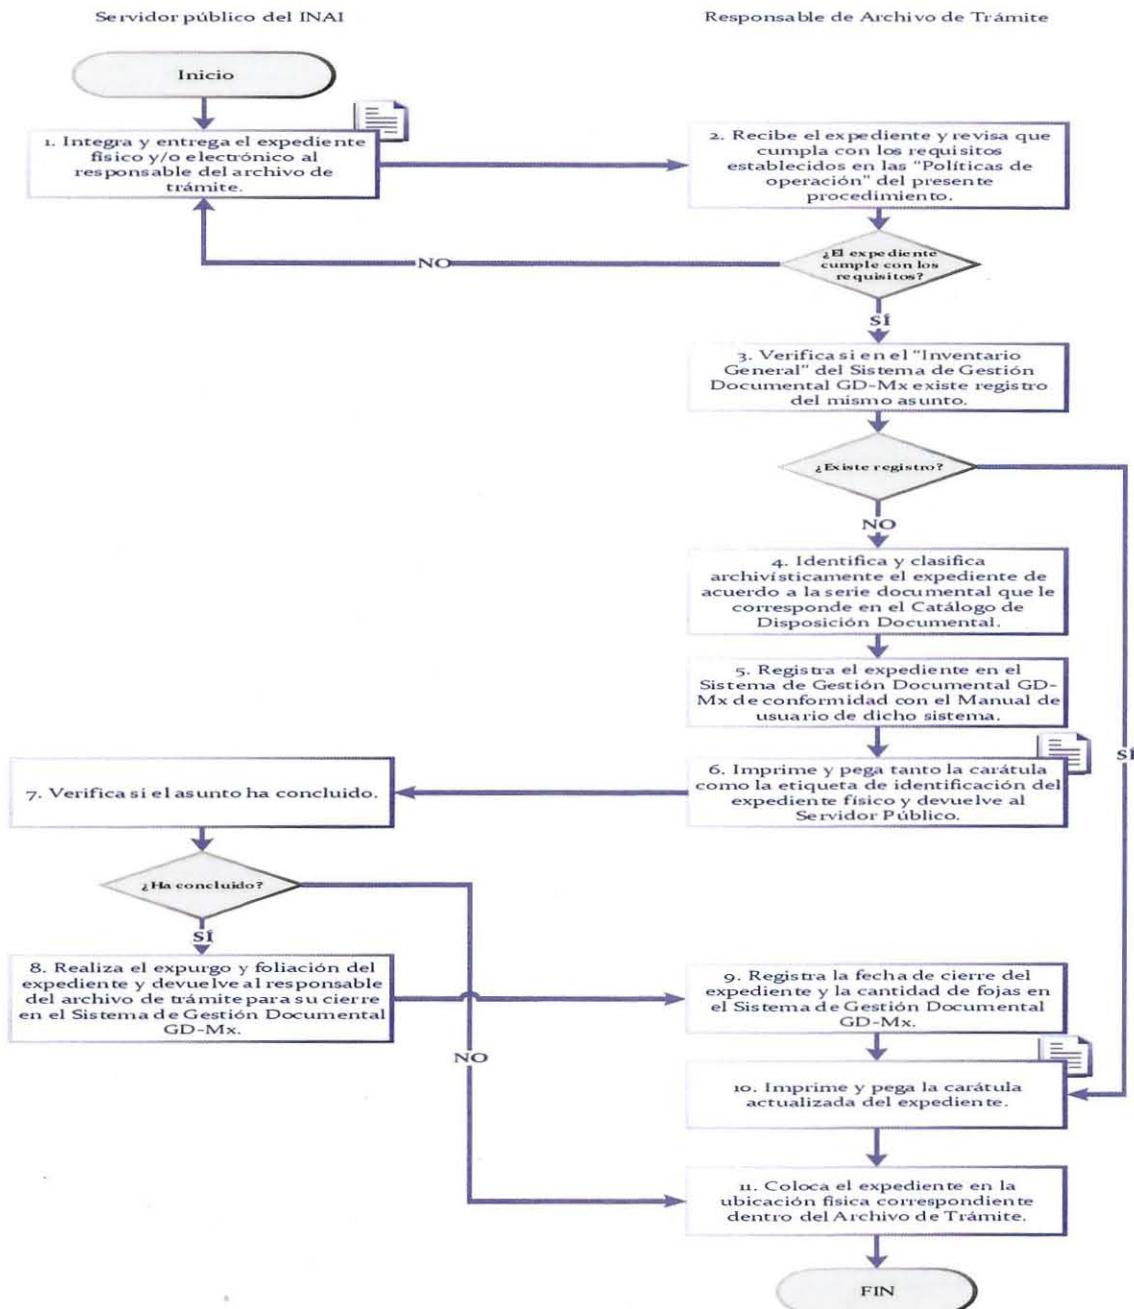 Servidor público del INAI
Responsable de Archivo de Trámite
Inicio
1. Integra y entrega el expediente
físico y/o electrónico al
responsable del archivo de
trámite.
2. Recibe el expediente y revisa que
cumpla con los requisitos
establecidos en las "Políticas de
operación" del presente
procedimiento.
¿El expediente
cumple con los
requisitos?
NO
SÍ
3. Verifica si en el "Inventario
General" del Sistema de Gestión
Documental GD-Mx existe registro
del mismo asunto.
¿Existe registro?
NO
SÍ
4. Identifica y clasifica
archivísticamente el expediente de
acuerdo a la serie documental que le
corresponde en el Catálogo de
Disposición Documental.
5. Registra el expediente en el
Sistema de Gestión Documental GD-
Mx de conformidad con el Manual de
usuario de dicho sistema.
6. Imprime y pega tanto la carátula
como la etiqueta de identificación del
expediente físico y devuelve al
Servidor Público.
7. Verifica si el asunto ha concluido.
¿Ha concluido?
SÍ
NO
8. Realiza el expurgo y foliación del
expediente y devuelve al responsable
del archivo de trámite para su cierre
en el Sistema de Gestión Documental
GD-Mx.
9. Registra la fecha de cierre del
expediente y la cantidad de fojas en
el Sistema de Gestión Documental
GD-Mx.
10. Imprime y pega la carátula
actualizada del expediente.
11. Coloca el expediente en la
ubicación física correspondiente
dentro del Archivo de Trámite.
FIN